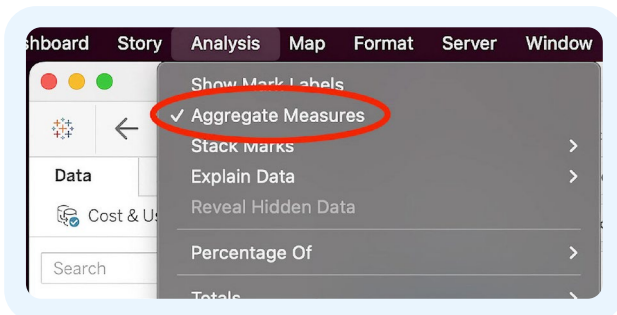 shboard Story Analysis Map Format Server Window
Show Mark Labels
✓ Aggregate Measures
Stack Marks
Data
Explain Data
Cost & Us
Reveal Hidden Data
Search
Percentage Of
Totals